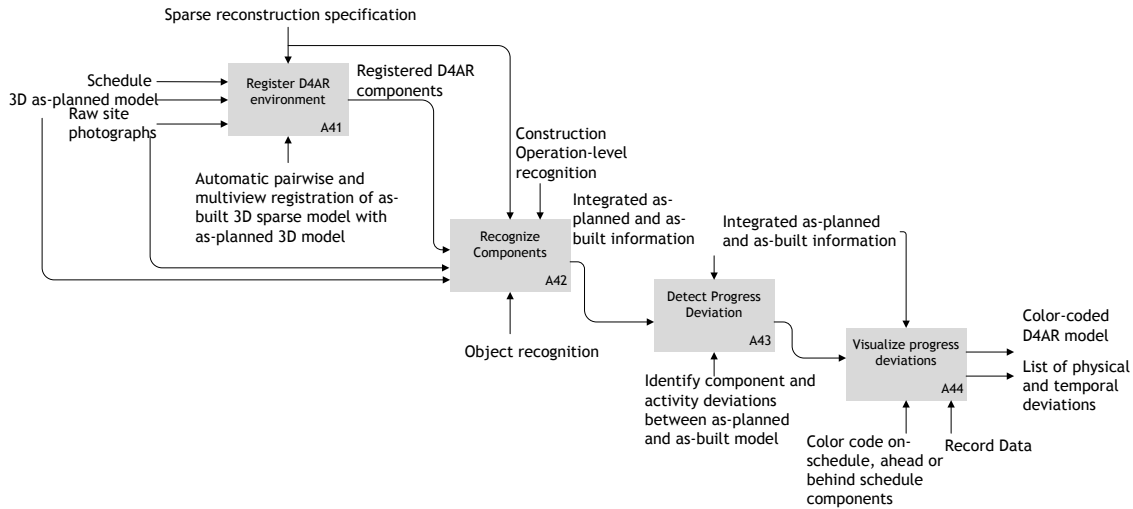 Sparse reconstruction specification
Schedule
3D as-planned model
Raw site
photographs
Register D4AR
environment
A41
Registered D4AR
components
Automatic pairwise and
multiview registration of as-
built 3D sparse model with
as-planned 3D model
Construction
Operation-level
recognition
Recognize
Components
A42
Object recognition
Integrated as-
planned and as-
built information
Integrated as-planned
and as-built information
Detect Progress
Deviation
A43
Identify component and
activity deviations
between as-planned
and as-built model
Visualize progress
deviations
A44
Color-coded
D4AR model
List of physical
and temporal
deviations
Color code on-
schedule, ahead or
behind schedule
components
Record Data